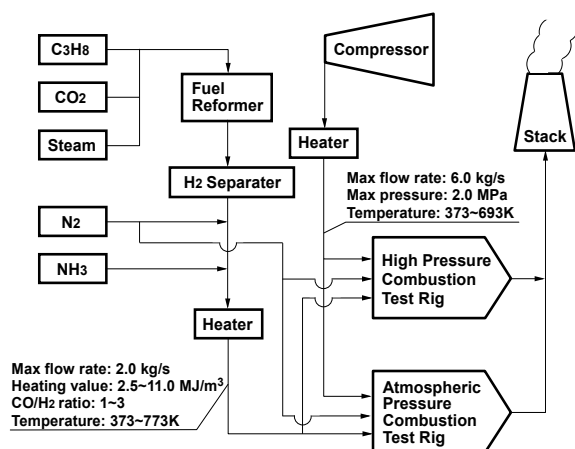 C3H8
CO2
Steam
Fuel
Reformer
H2 Separater
N2
NH3
Heater
Compressor
Heater
Stack
Max flow rate: 6.0 kg/s
Max pressure: 2.0 MPa
Temperature: 373~693K
High Pressure
Combustion
Test Rig
Max flow rate: 2.0 kg/s
Heating value: 2.5~11.0 MJ/m3
CO/H2 ratio: 1~3
Temperature: 373~773K
Atmospheric
Pressure
Combustion
Test Rig